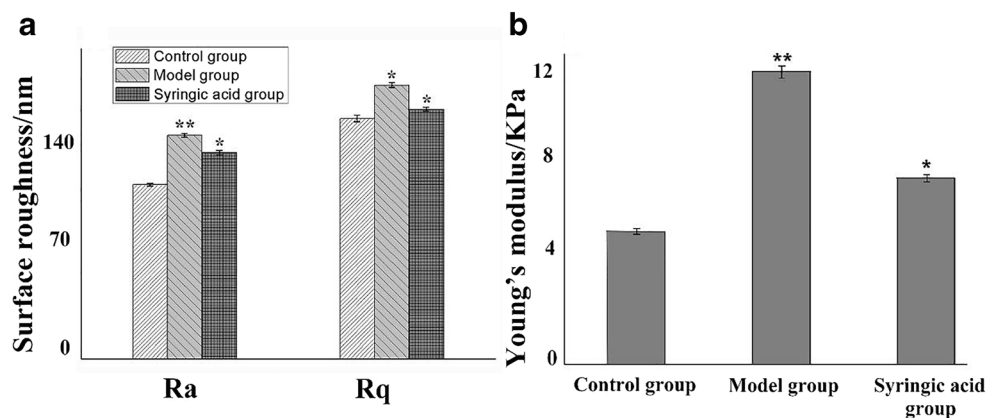 a
Surface roughness/nm
140
70
0
Control group
Model group
Syringic acid group
**
*
*
*
Ra
Rq
b
Young's modulus/KPa
12
8
4
0
**
*
Control group
Model group
Syringic acid
group